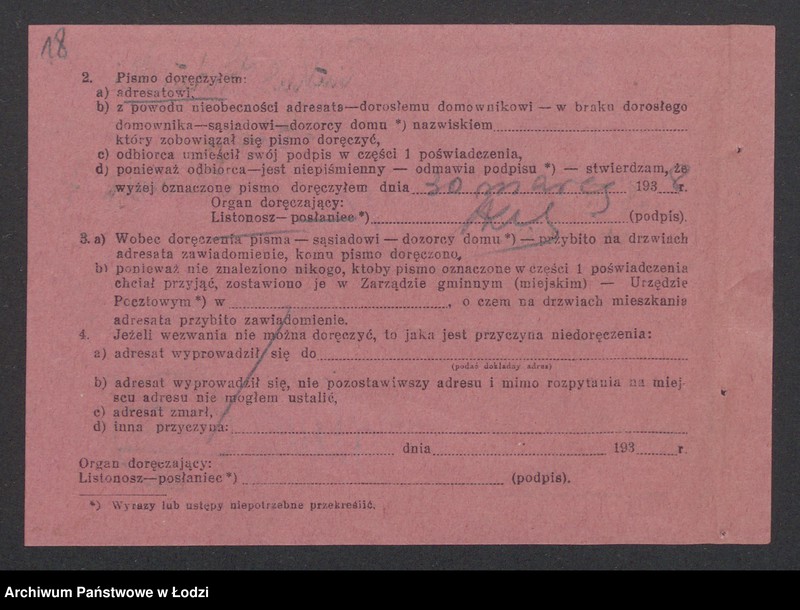 18
2. Pismo doręczyłem:
a) adresatowi,
b) z powodu nieobecności adresata—dorosłemu domownikowi — w braku dorosłego
domownika—sąsiadowi—dozorcy domu *) nazwiskiem
który zobowiązał się pismo doręczyć,
c) odbiorca umieścił swój podpis w części 1 poświadczenia,
d) ponieważ odbiorca—jest niepiśmienny — odmawia podpisu *) — stwierdzam, że
wyżej oznaczone pismo doręczyłem dnia 30 marca 193 r.
Organ doręczający:
Listonosz—posłaniec *) (podpis).
3. a) Wobec doręczenia pisma — sąsiadowi — dozorcy domu *) — przybito na drzwiach
adresata zawiadomienie, komu pismo doręczono,
b) ponieważ nie znaleziono nikogo, ktoby pismo oznaczone w części 1 poświadczenia
chciał przyjąć, zostawiono je w Zarządzie gminnym (miejskim) — Urzędzie
Pocztowym *) w , o czem na drzwiach mieszkania
adresata przybito zawiadomienie.
4. Jeżeli wezwania nie można doręczyć, to jaka jest przyczyna niedoręczenia:
a) adresat wyprowadził się do
(podać dokładny adres)
b) adresat wyprowadził się, nie pozostawiwszy adresu i mimo rozpytania na miej-
scu adresu nie mogłem ustalić,
c) adresat zmarł,
d) inna przyczyna:
dnia 193 r.
Organ doręczający:
Listonosz—posłaniec *) (podpis).
*) Wyrazy lub ustępy niepotrzebne przekreślić.
Archiwum Państwowe w Łodzi